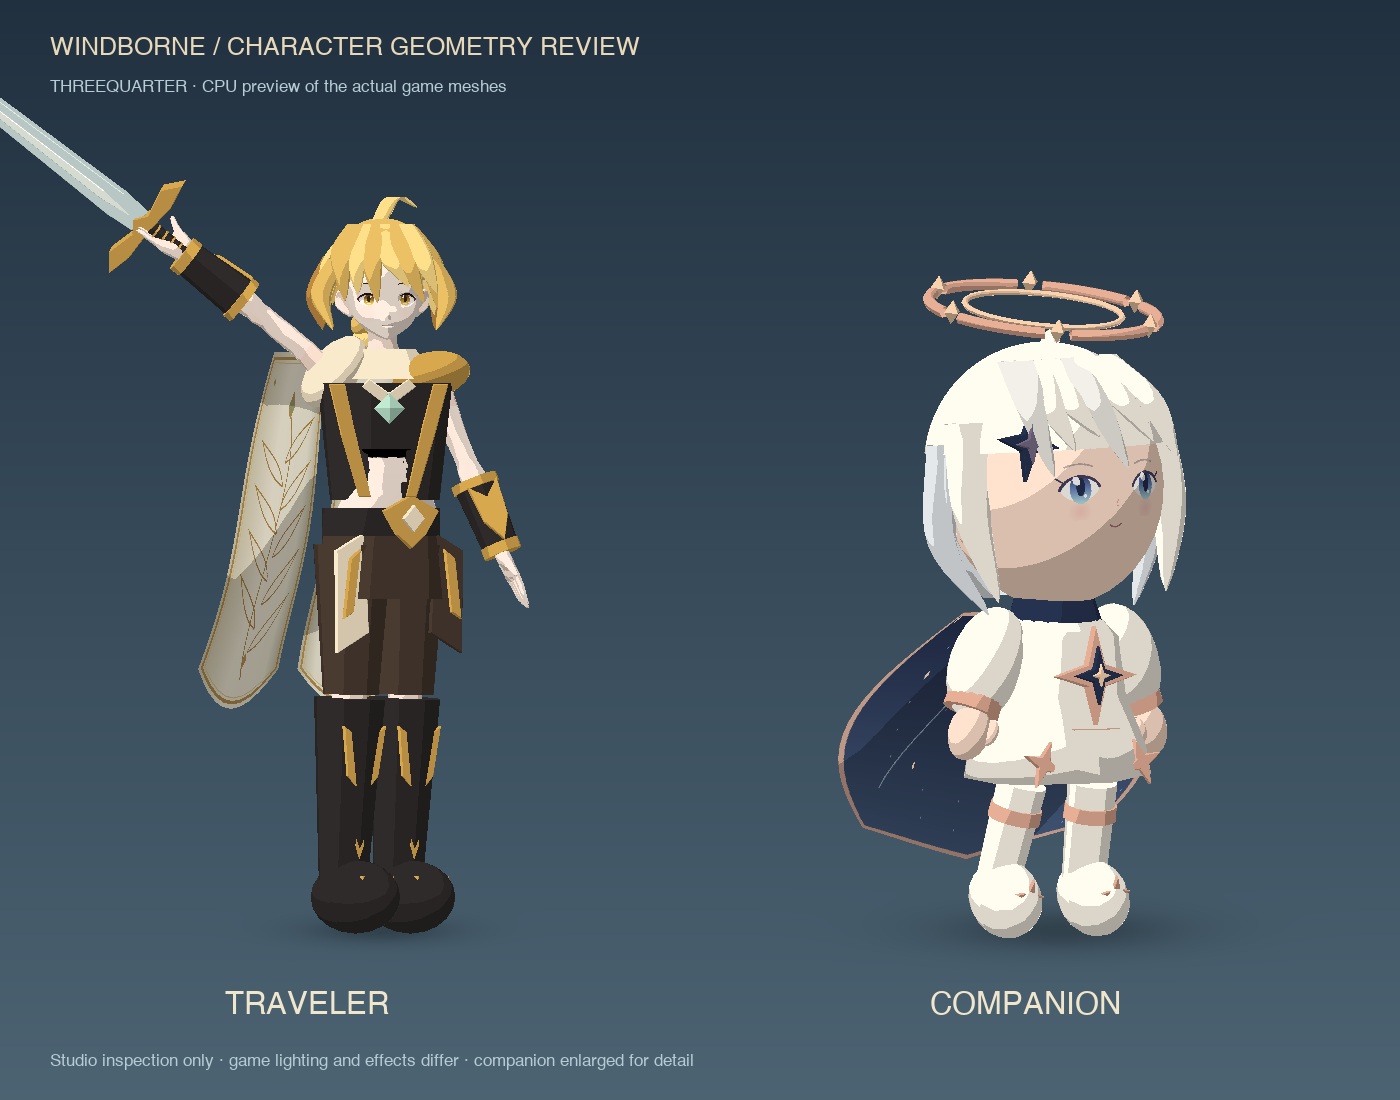 WINDBORNE / CHARACTER GEOMETRY REVIEW
THREEQUARTER · CPU preview of the actual game meshes
TRAVELER
COMPANION
Studio inspection only · game lighting and effects differ · companion enlarged for detail